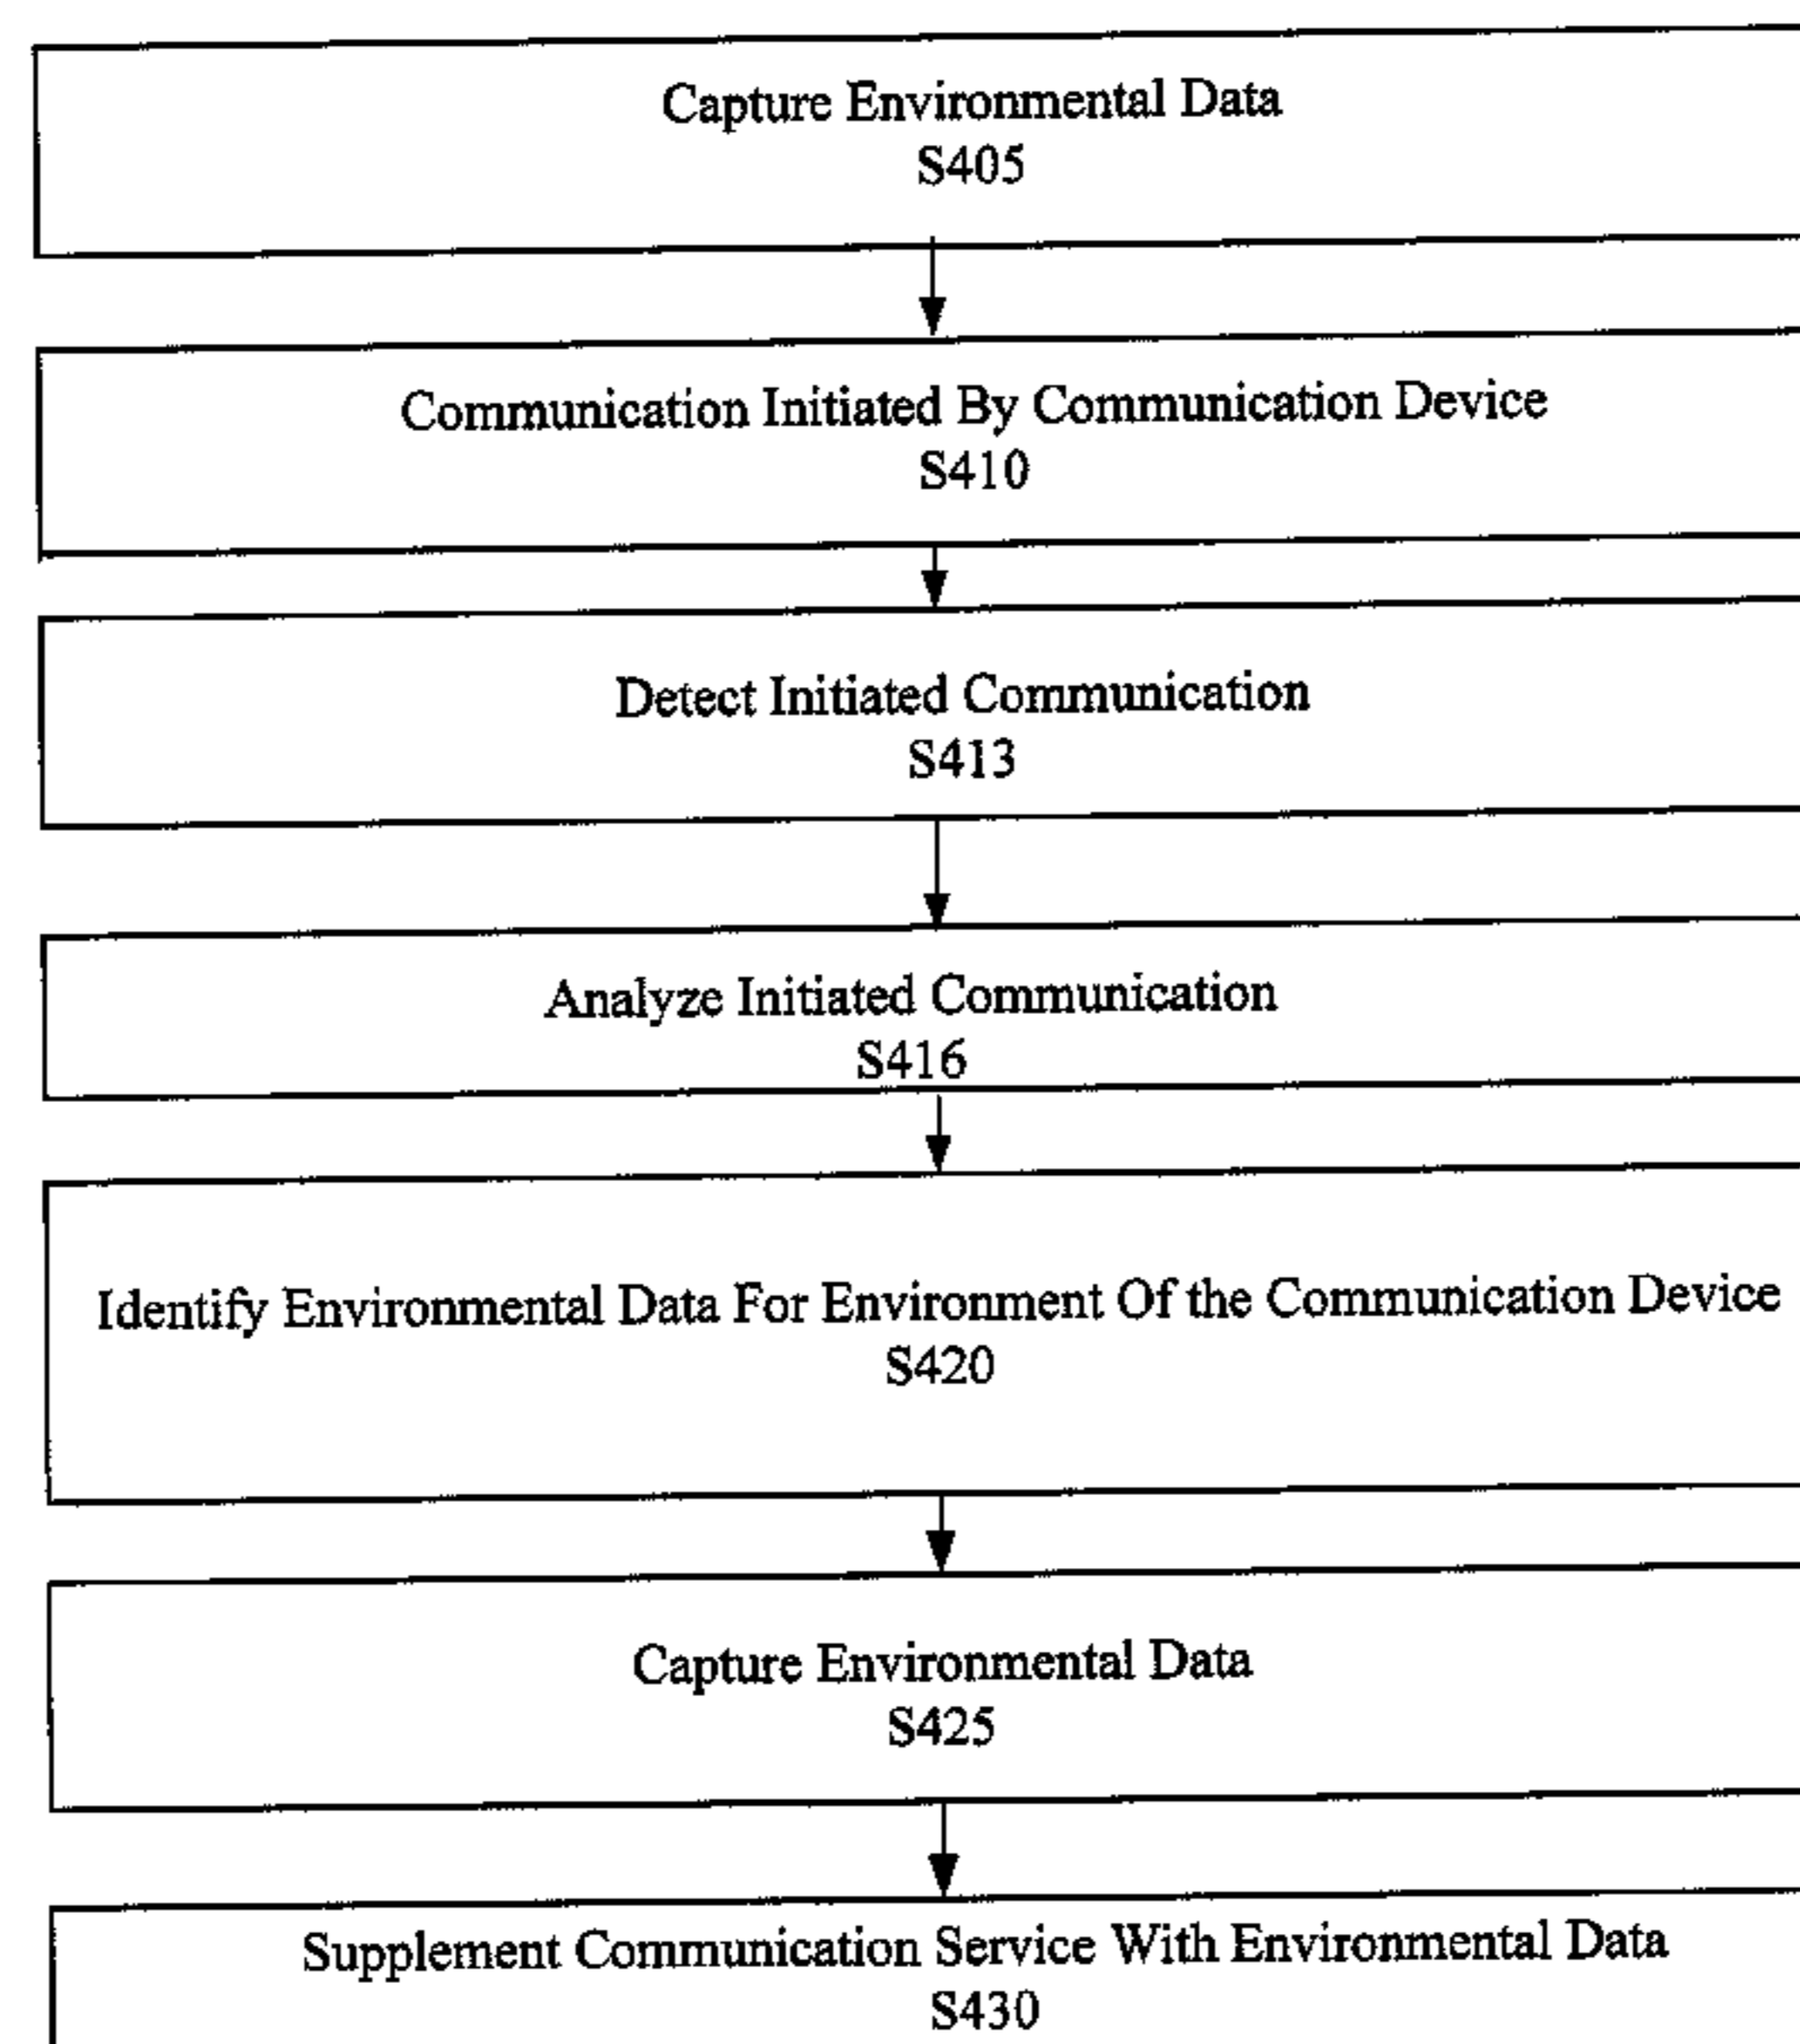 Capture Environmental Data
S405
Communication Initiated By Communication Device
S410
Detect Initiated Communication
S413
Analyze Initiated Communication
S416
Identify Environmental Data For Environment Of the Communication Device
S420
Capture Environmental Data
S425
Supplement Communication Service With Environmental Data
S430